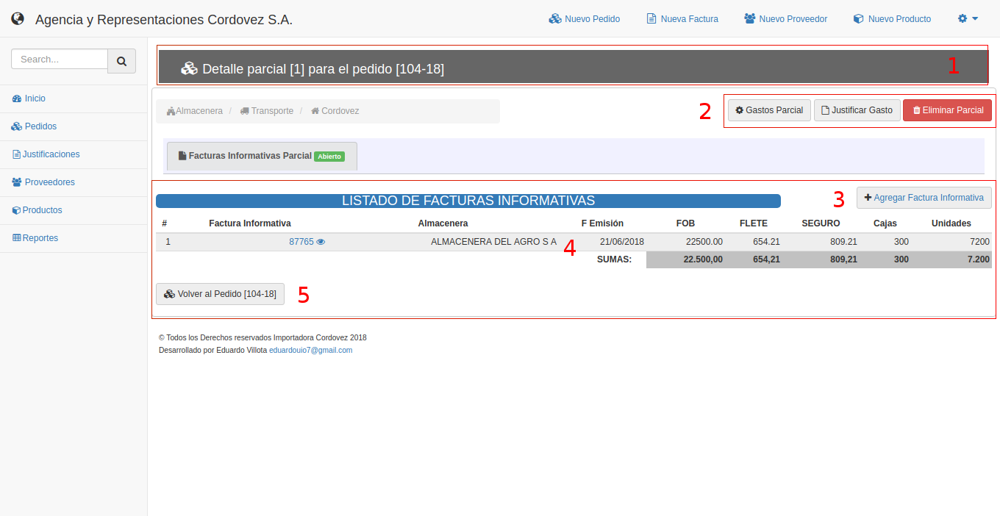 Agencia y Representaciones Cordovez S.A. Nuevo Pedido Nueva Factura Nuevo Proveedor Nuevo Producto
Search...
Inicio
Pedidos
Justificaciones
Proveedores
Productos
Reportes
Detalle parcial [1] para el pedido [104-18] 1
Almacenera / Transporte / Cordovez 2 Gastos Parcial Justificar Gasto Eliminar Parcial
Facturas Informativas Parcial Abierto
LISTADO DE FACTURAS INFORMATIVAS 3 Agregar Factura Informativa
# Factura Informativa Almacenera F Emisión FOB FLETE SEGURO Cajas Unidades
1 87765 ALMACENERA DEL AGRO S A 4 21/06/2018 22500.00 654.21 809.21 300 7200
SUMAS: 22.500,00 654,21 809,21 300 7.200
Volver al Pedido [104-18] 5
© Todos los Derechos reservados Importadora Cordovez 2018
Desarrollado por Eduardo Villota eduardouio7@gmail.com